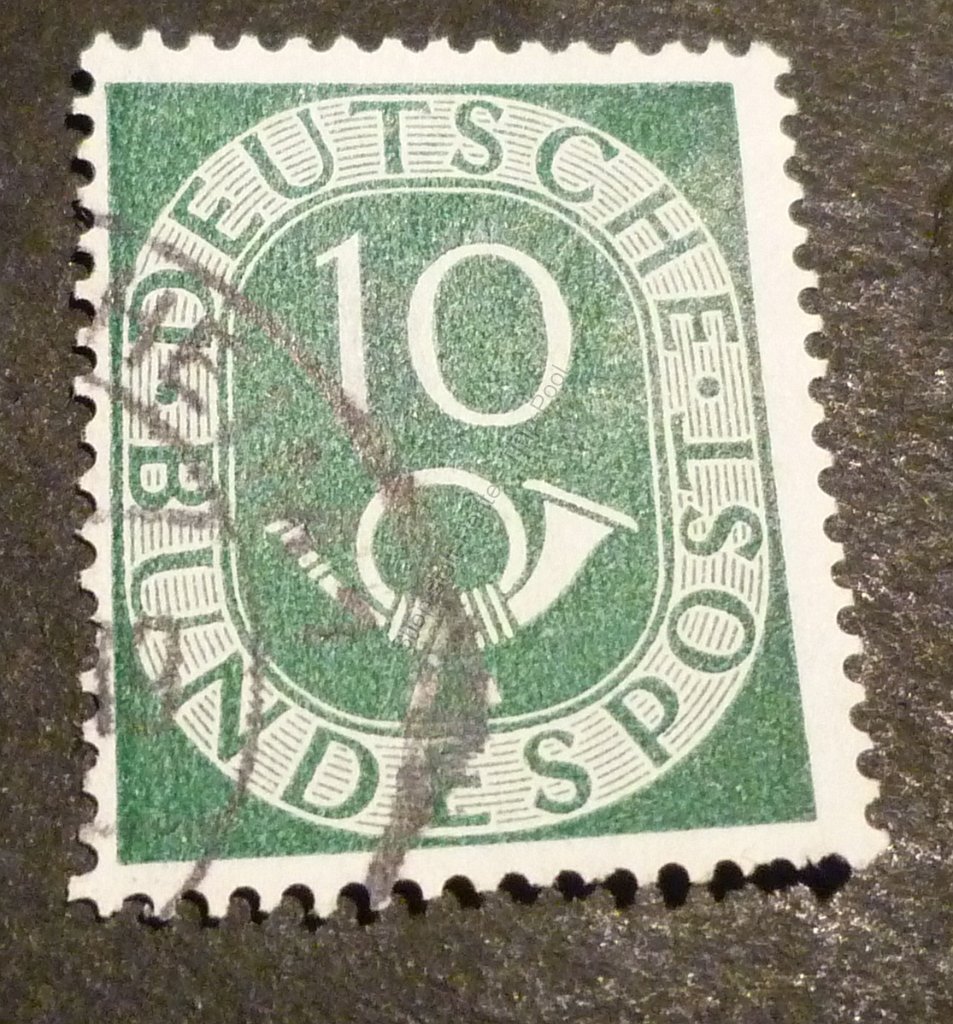 DEUTSCHE · BUNDESPOST ·
10